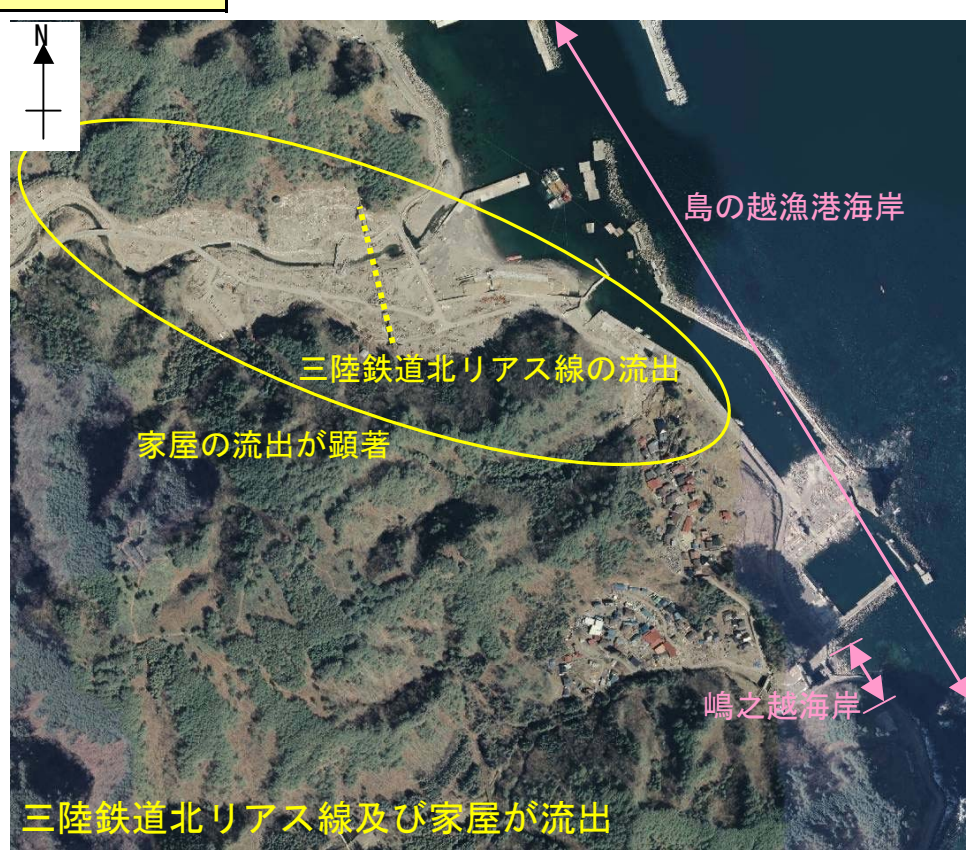 N
島の越漁港海岸
三陸鉄道北リアス線の流出
家屋の流出が顕著
嶋之越海岸
三陸鉄道北リアス線及び家屋が流出